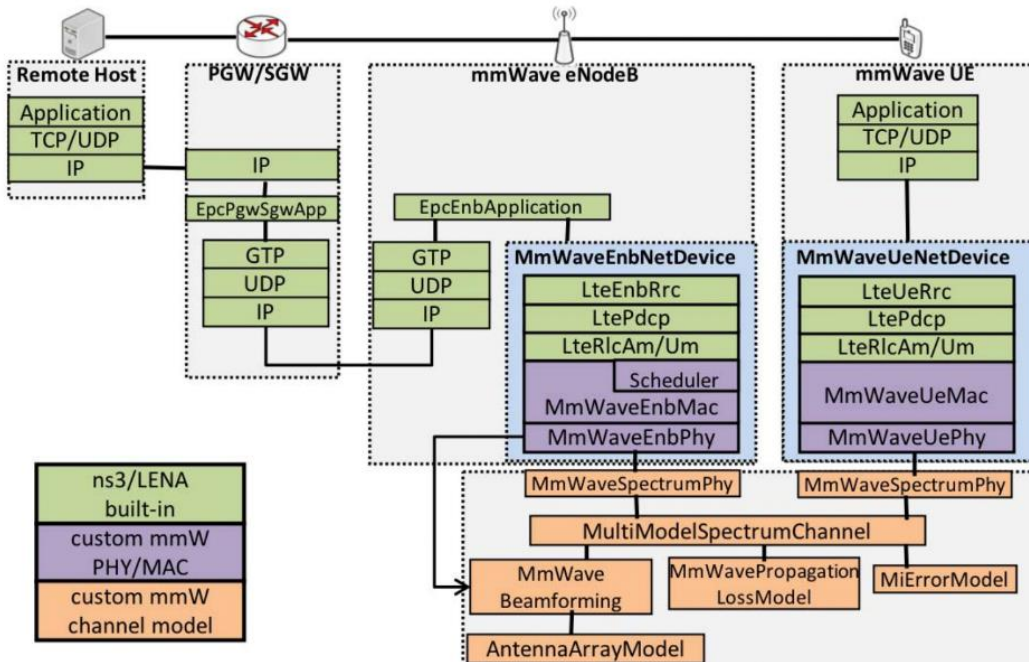 Remote Host
PGW/SGW
mmWave eNodeB
mmWave UE
Application
TCP/UDP
IP
IP
EpcPgwSgwApp
GTP
UDP
IP
EpcEnbApplication
GTP
UDP
IP
MmWaveEnbNetDevice
LteEnbRrc
LtePdcp
LteRlcAm/Um
Scheduler
MmWaveEnbMac
MmWaveEnbPhy
Application
TCP/UDP
IP
MmWaveUeNetDevice
LteUeRrc
LtePdcp
LteRlcAm/Um
MmWaveUeMac
MmWaveUePhy
MmWaveSpectrumPhy
MmWaveSpectrumPhy
MultiModelSpectrumChannel
MmWave
Beamforming
MmWavePropagation
LossModel
MiErrorModel
AntennaArrayModel
ns3/LENA
built-in
custom mmW
PHY/MAC
custom mmW
channel model